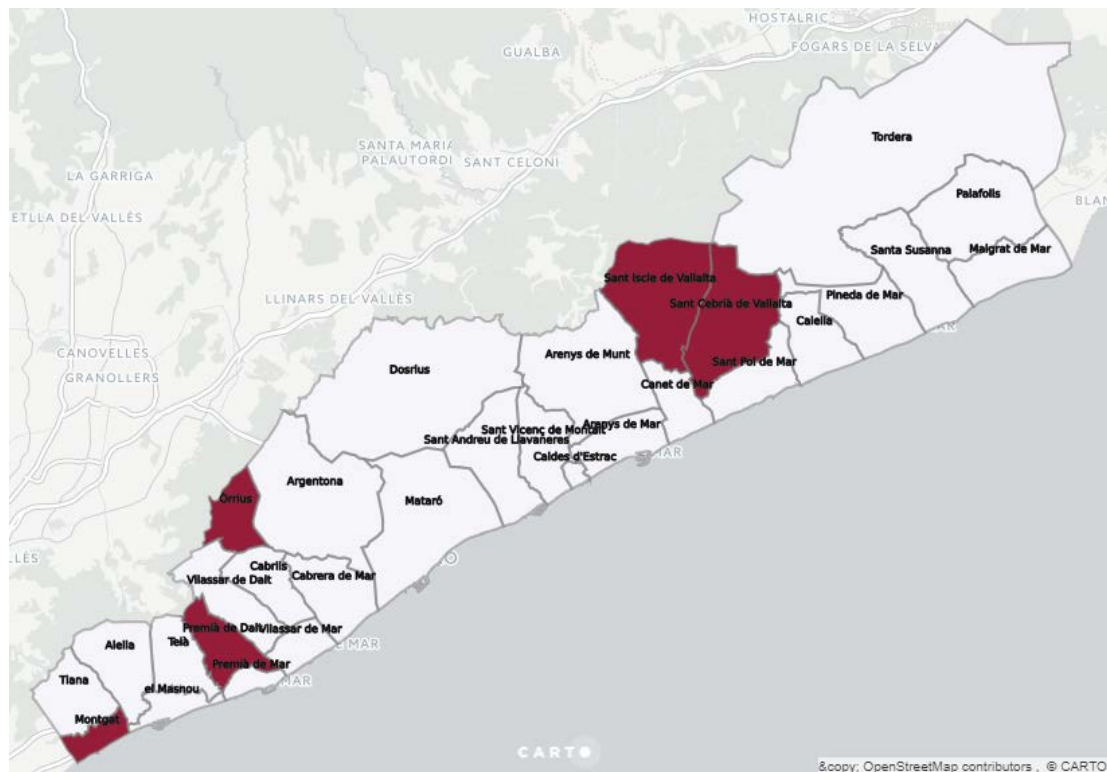 HOSTALRIC
GUALBA
FOGARS DE LA SELVA
Tordera
SANTA MARIA
PALAUTORDI
SANT CELONI
LA GARRIGA
Palafolls
BLAN
ETLLA DEL VALLÈS
Santa Susanna
Malgrat de Mar
Sant Iscle de Vallalta
Pineda de Mar
LLINARS DEL VALLÈS
Sant Cebrià de Vallalta
Calella
AR
CANOVELLES
Arenys de Munt
Sant Pol de Mar
GRANOLLERS
Dosrius
Canet de Mar
Arenys de Mar
Sant Vicenç de Montalt
Sant Andreu de Llavaneres
MAR
Caldes d'Estrac
Argentona
Òrrius
Mataró
LLÈS
O
Cabrils
Vilassar de Dalt
Cabrera de Mar
Premià de Dalt
Vilassar de Mar
Teià
E MAR
Alella
Premià de Mar
Tiana
MAR
el Masnou
Montgat
CARTO
&copy; OpenStreetMap contributors , © CARTO